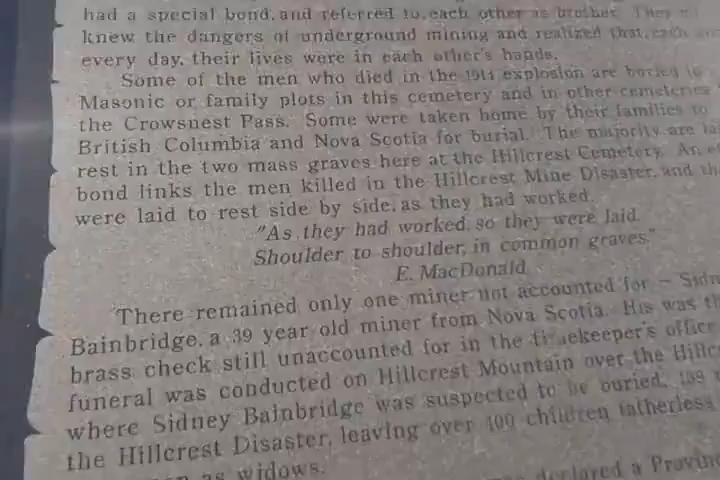 had a special bond, and referred to each other as brother. They
knew the dangers of underground mining and realized that, each
every day, their lives were in each other's hands.
Some of the men who died in the 1914 explosion are buried in
Masonic or family plots in this cemetery and in other cemeteries
the Crowsnest Pass. Some were taken home by their families to
British Columbia and Nova Scotia for burial. The majority are
rest in the two mass graves here at the Hillcrest Cemetery. An
bond links the men killed in the Hillcrest Mine Disaster, and
were laid to rest side by side, as they had worked.
"As they had worked, so they were laid.
Shoulder to shoulder, in common graves."
E. MacDonald
There remained only one miner not accounted for - Sidn
Bainbridge, a 39 year old miner from Nova Scotia. His was th
brass check still unaccounted for in the timekeeper's office
funeral was conducted on Hillcrest Mountain over the Hillc
where Sidney Bainbridge was suspected to be buried. 189
the Hillcrest Disaster, leaving over 400 children fatherless
as widows.
declared a Provinc